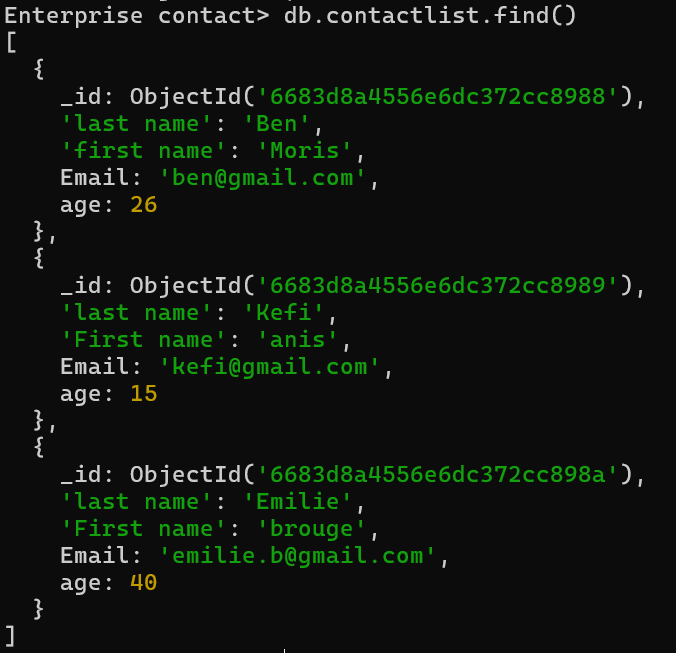 Enterprise contact> db.contactlist.find()
[
  {
    _id: ObjectId('6683d8a4556e6dc372cc8988'),
    'last name': 'Ben',
    'first name': 'Moris',
    Email: 'ben@gmail.com',
    age: 26
  },
  {
    _id: ObjectId('6683d8a4556e6dc372cc8989'),
    'last name': 'Kefi',
    'First name': 'anis',
    Email: 'kefi@gmail.com',
    age: 15
  },
  {
    _id: ObjectId('6683d8a4556e6dc372cc898a'),
    'last name': 'Emilie',
    'First name': 'brouge',
    Email: 'emilie.b@gmail.com',
    age: 40
  }
]